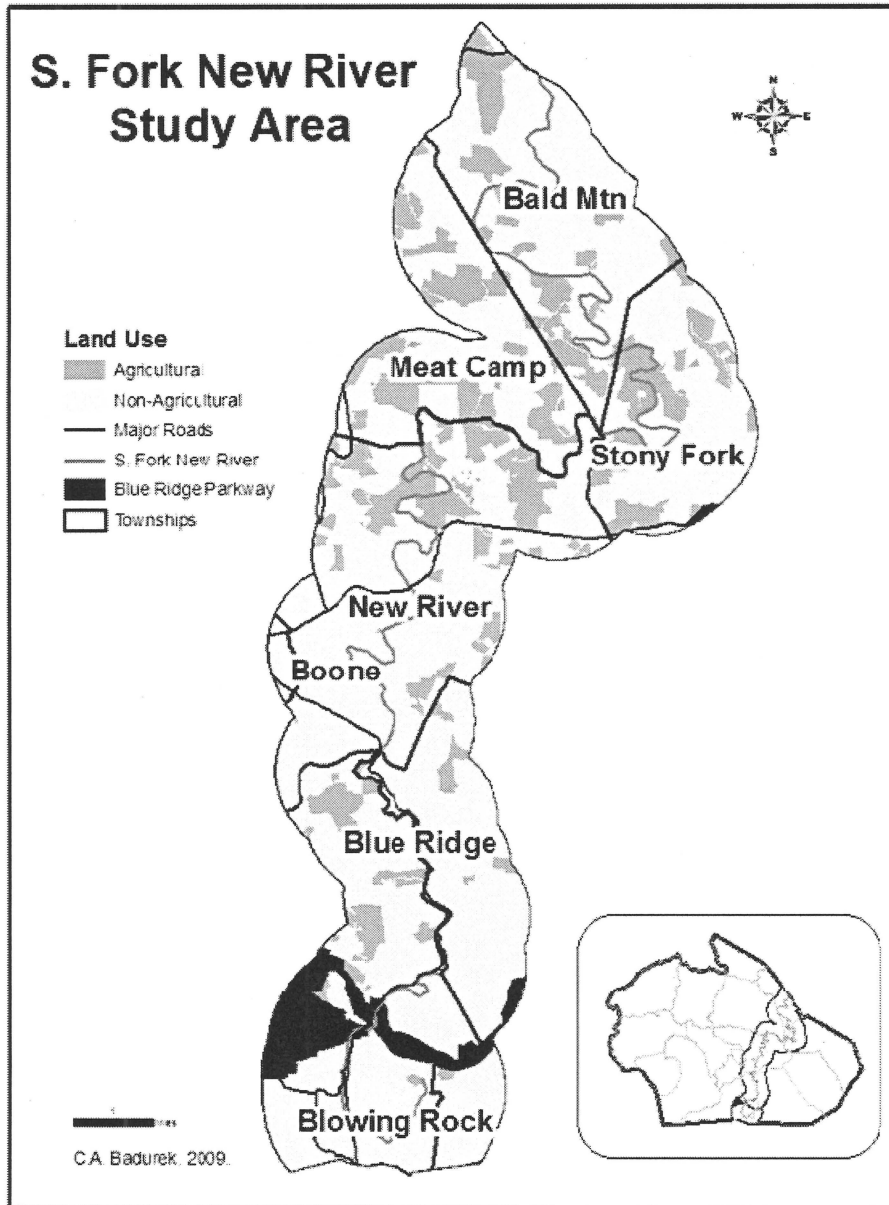 S. Fork New River
Study Area
N
W
E
S
Bald Mtn
Land Use
Agricultural
Non-Agricultural
Major Roads
S. Fork New River
Blue Ridge Parkway
Townships
Meat Camp
Stony Fork
New River
Boone
Blue Ridge
Blowing Rock
C.A. Badurek, 2009.